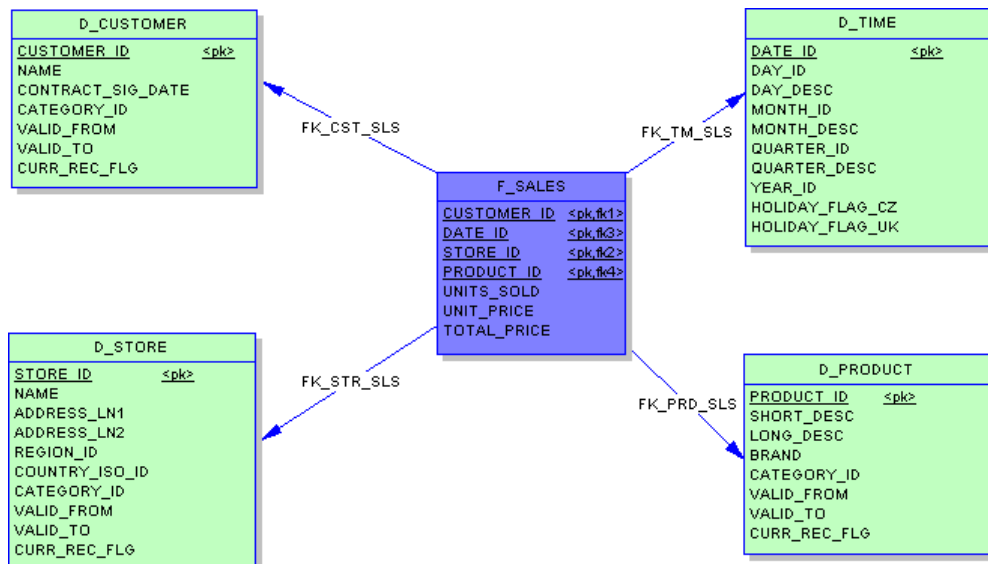 D_CUSTOMER
CUSTOMER_ID <pk>
NAME
CONTRACT_SIG_DATE
CATEGORY_ID
VALID_FROM
VALID_TO
CURR_REC_FLG
D_TIME
DATE_ID <pk>
DAY_ID
DAY_DESC
MONTH_ID
MONTH_DESC
QUARTER_ID
QUARTER_DESC
YEAR_ID
HOLIDAY_FLAG_CZ
HOLIDAY_FLAG_UK
FK_CST_SLS
FK_TM_SLS
F_SALES
CUSTOMER_ID <pk,fk1>
DATE_ID <pk,fk3>
STORE_ID <pk,fk2>
PRODUCT_ID <pk,fk4>
UNITS_SOLD
UNIT_PRICE
TOTAL_PRICE
FK_STR_SLS
FK_PRD_SLS
D_STORE
STORE_ID <pk>
NAME
ADDRESS_LN1
ADDRESS_LN2
REGION_ID
COUNTRY_ISO_ID
CATEGORY_ID
VALID_FROM
VALID_TO
CURR_REC_FLG
D_PRODUCT
PRODUCT_ID <pk>
SHORT_DESC
LONG_DESC
BRAND
CATEGORY_ID
VALID_FROM
VALID_TO
CURR_REC_FLG